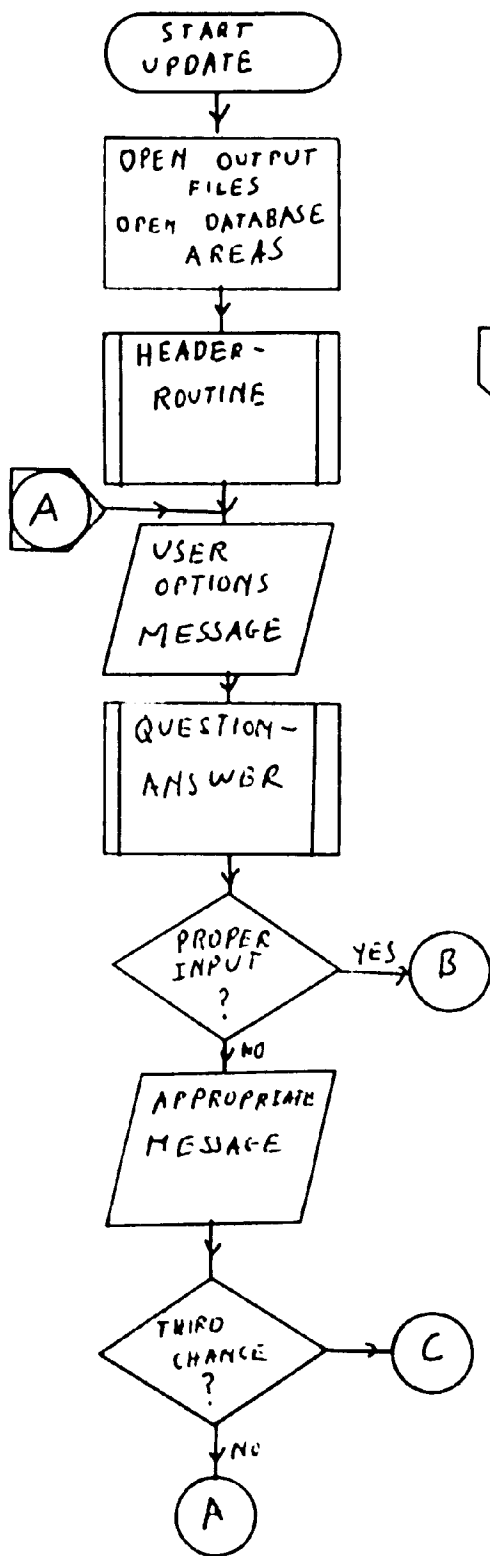 START
UPDATE
OPEN OUTPUT
FILES
OPEN DATABASE
AREAS
HEADER-
ROUTINE
A
USER
OPTIONS
MESSAGE
QUESTION-
ANSWER
PROPER
INPUT
?
YES
B
NO
APPROPRIATE
MESSAGE
THIRD
CHANCE
?
C
NO
A